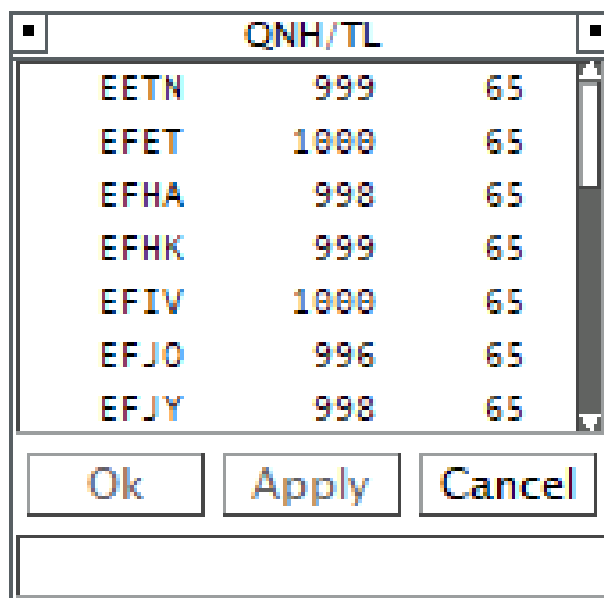 QNH/TL
EETN 999 65
EFET 1000 65
EFHA 998 65
EFHK 999 65
EFIV 1000 65
EFJO 996 65
EFJY 998 65
Ok Apply Cancel